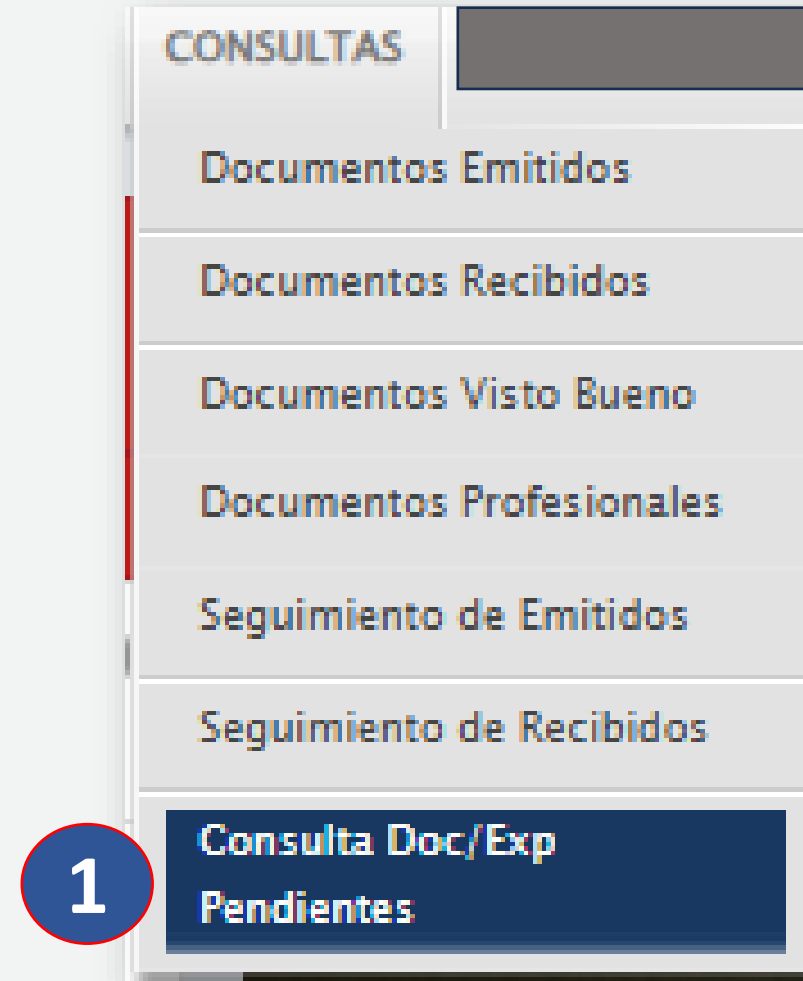 CONSULTAS
Documentos Emitidos
Documentos Recibidos
Documentos Visto Bueno
Documentos Profesionales
Seguimiento de Emitidos
Seguimiento de Recibidos
1
Consulta Doc/Exp
Pendientes